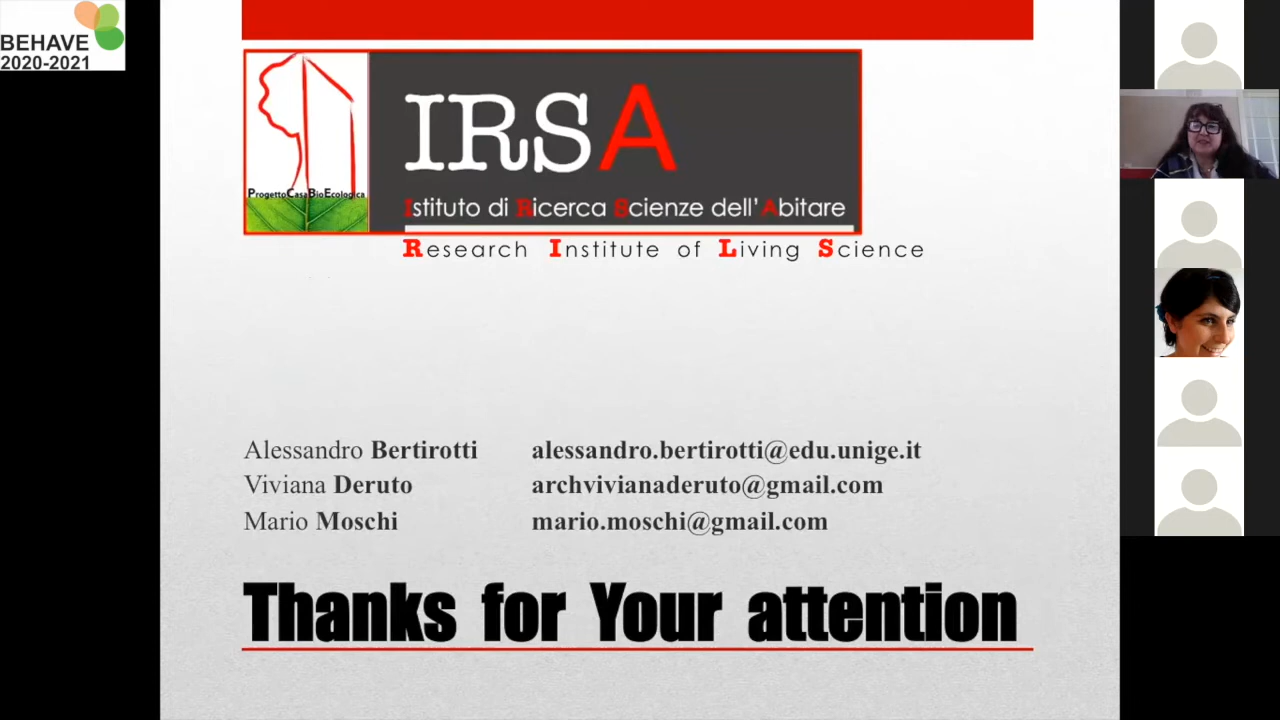 BEHAVE
2020-2021
IRSA
ProgettoCasaBioEcologica
Istituto di Ricerca Scienze dell'Abitare
Research Institute of Living Science
Alessandro Bertirotti alessandro.bertirotti@edu.unige.it
Viviana Deruto archvivianaderuto@gmail.com
Mario Moschi mario.moschi@gmail.com
Thanks for Your attention